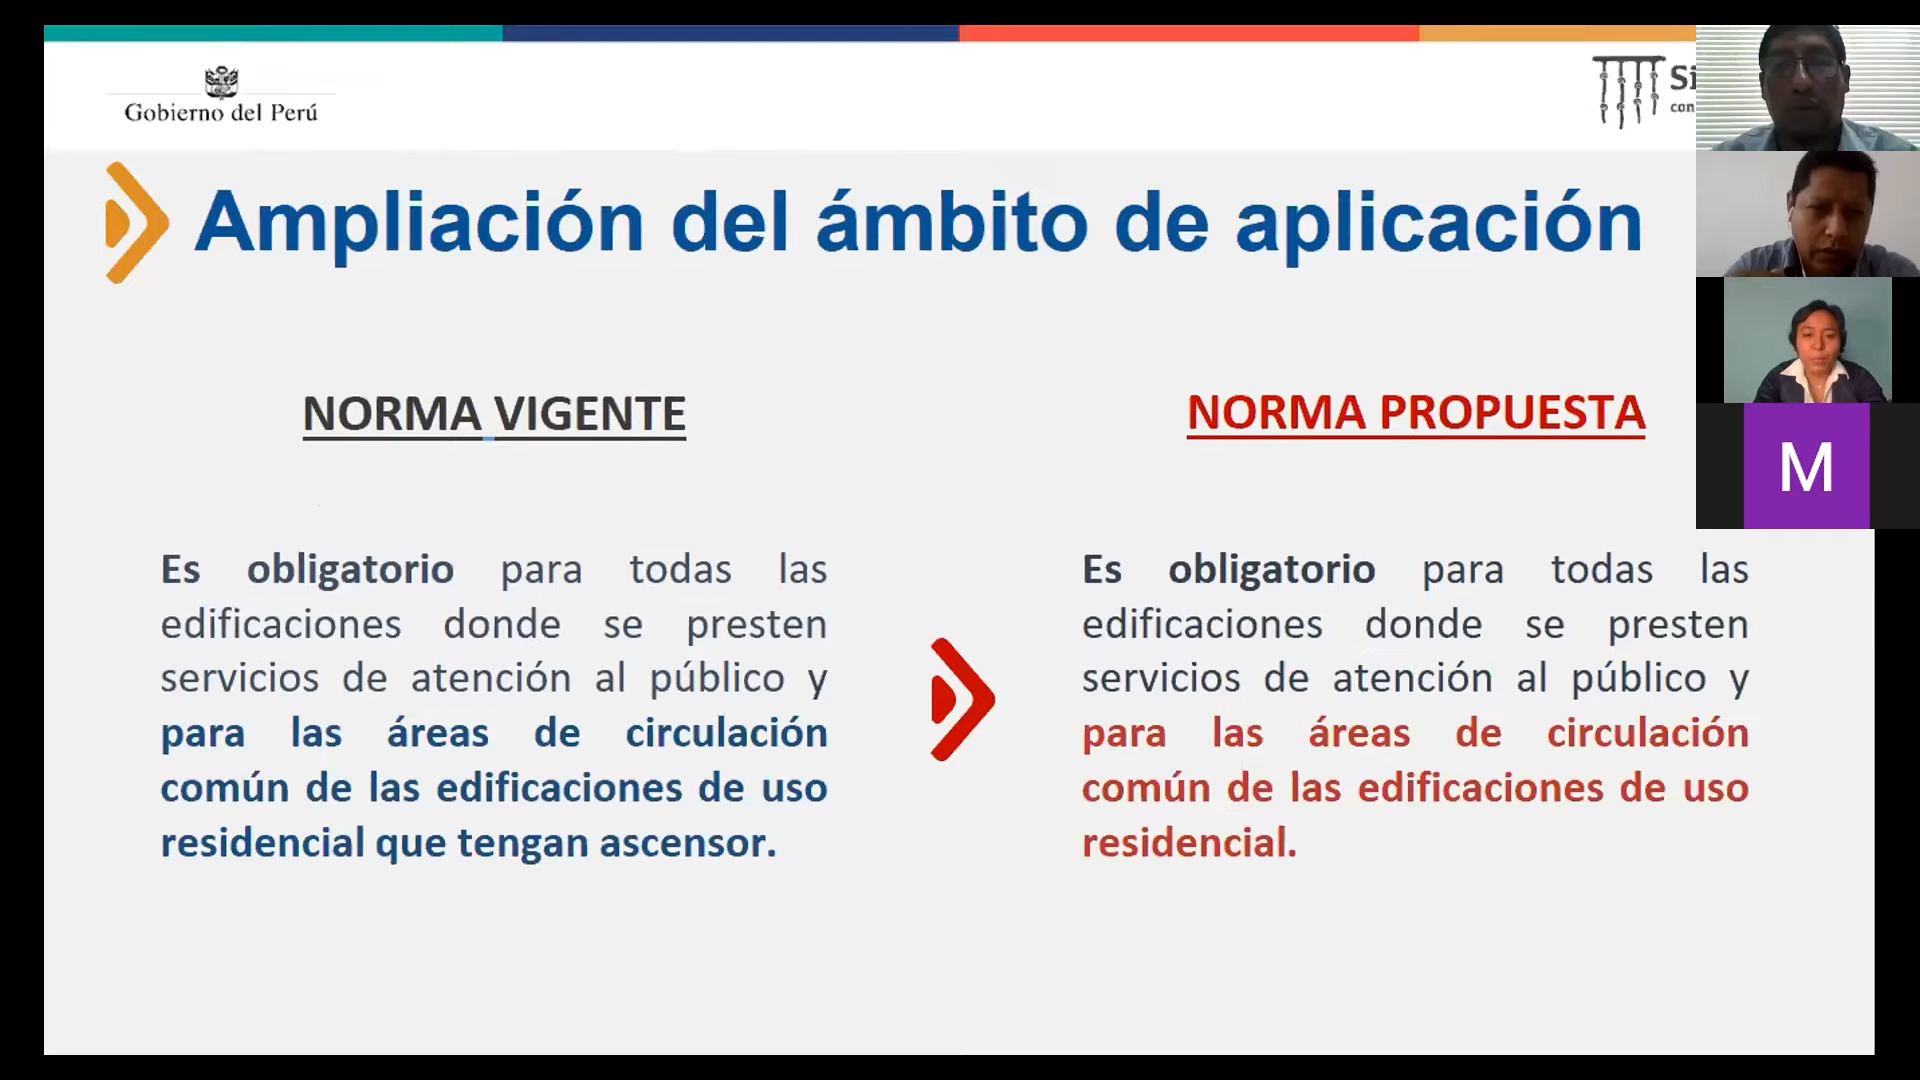 Gobierno del Perú
Ampliación del ámbito de aplicación
NORMA VIGENTE
Es obligatorio para todas las
edificaciones donde se presten
servicios de atención al público y
para las áreas de circulación
común de las edificaciones de uso
residencial que tengan ascensor.
NORMA PROPUESTA
Es obligatorio para todas las
edificaciones donde se presten
servicios de atención al público y
para las áreas de circulación
común de las edificaciones de uso
residencial.
M